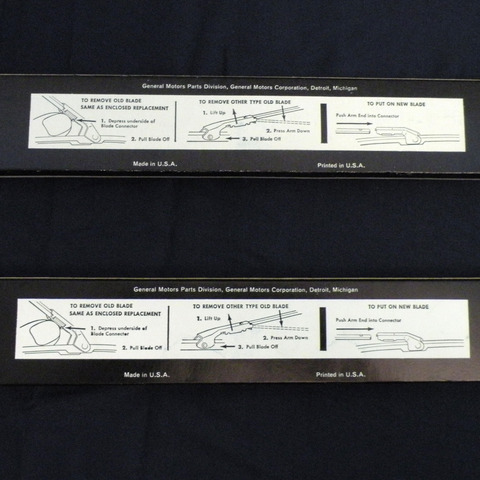 General Motors Parts Division, General Motors Corporation, Detroit, Michigan
TO REMOVE OLD BLADE
SAME AS ENCLOSED REPLACEMENT
1. Depress underside of
Blade Connector
2. Pull Blade Off
TO REMOVE OTHER TYPE OLD BLADE
1. Lift Up
2. Press Arm Down
3. Pull Blade Off
TO PUT ON NEW BLADE
Push Arm End into Connector
Made in U.S.A.
Printed in U.S.A.
General Motors Parts Division, General Motors Corporation, Detroit, Michigan
TO REMOVE OLD BLADE
SAME AS ENCLOSED REPLACEMENT
1. Depress underside of
Blade Connector
2. Pull Blade Off
TO REMOVE OTHER TYPE OLD BLADE
1. Lift Up
2. Press Arm Down
3. Pull Blade Off
TO PUT ON NEW BLADE
Push Arm End into Connector
Made in U.S.A.
Printed in U.S.A.